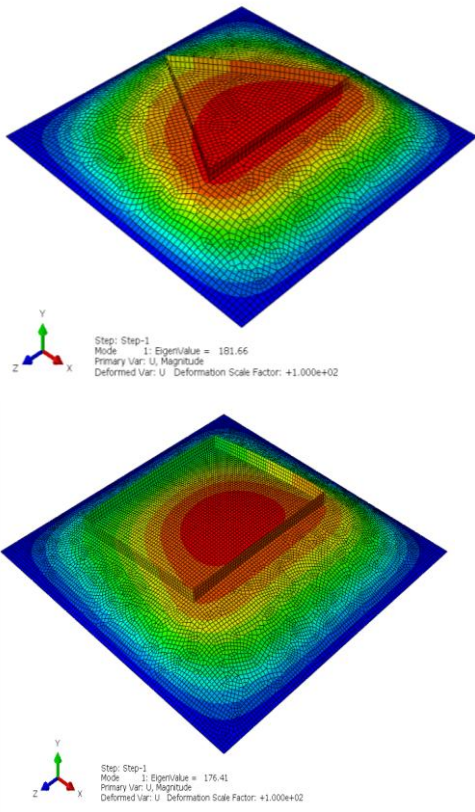 Y
Z
X
Step: Step-1
Mode 1: EigenValue = 181.66
Primary Var: U, Magnitude
Deformed Var: U Deformation Scale Factor: +1.000e+02
Y
Z
X
Step: Step-1
Mode 1: EigenValue = 176.41
Primary Var: U, Magnitude
Deformed Var: U Deformation Scale Factor: +1.000e+02